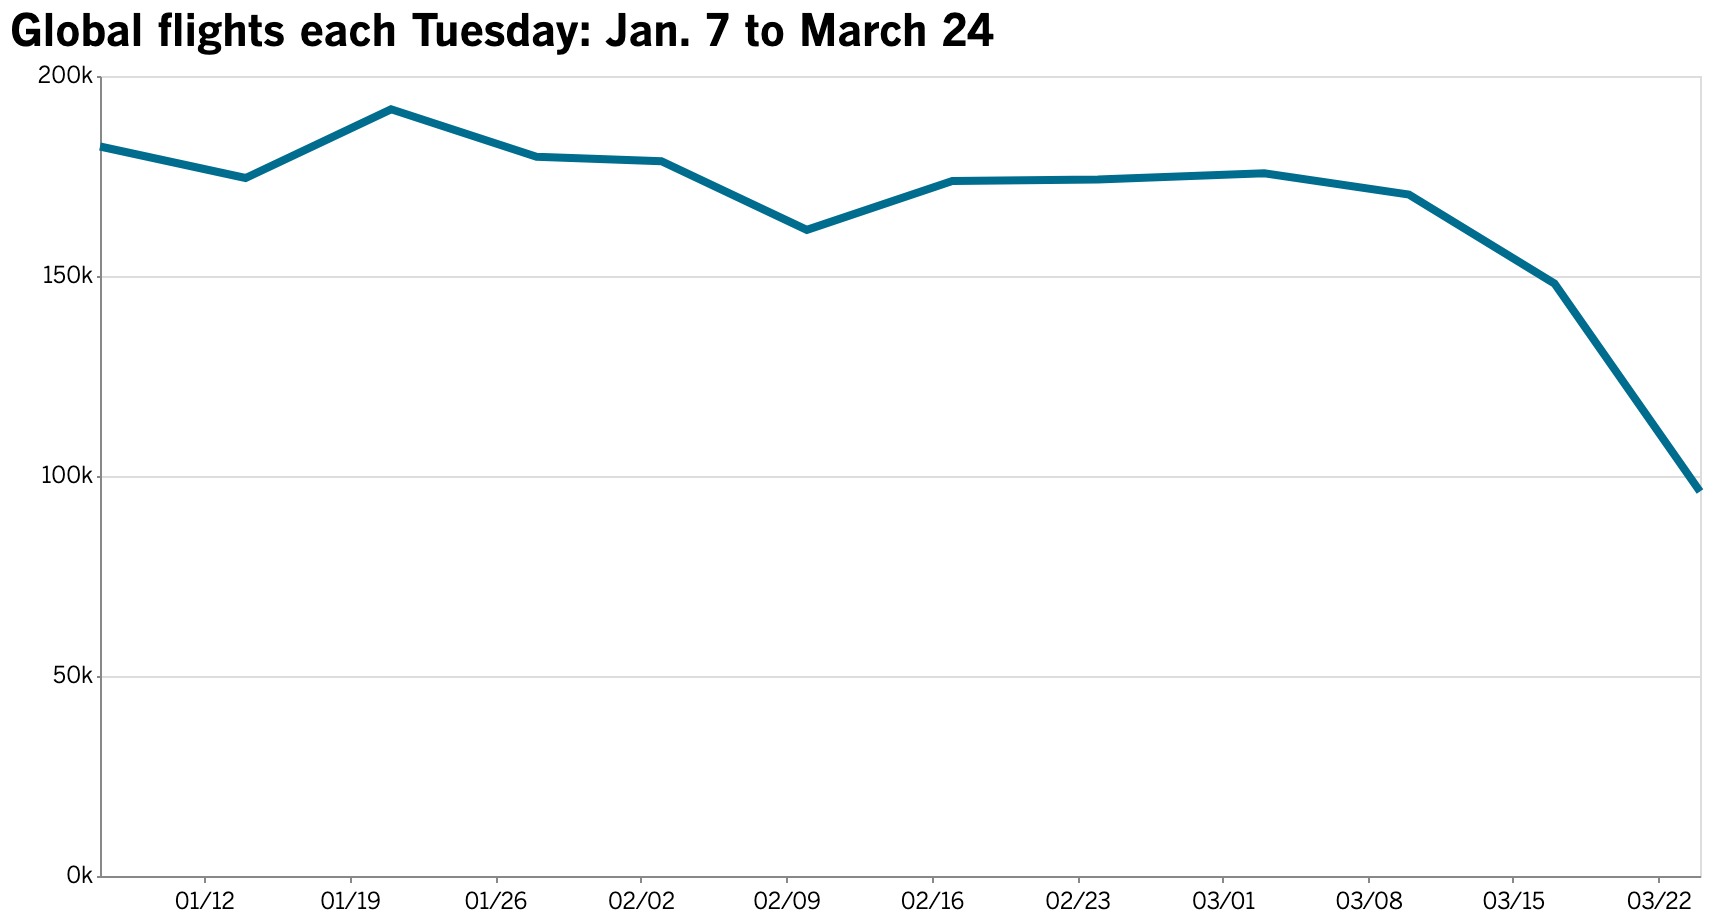 Global flights each Tuesday: Jan. 7 to March 24
200k
150k
100k
50k
0k
01/12 01/19 01/26 02/02 02/09 02/16 02/23 03/01 03/08 03/15 03/22